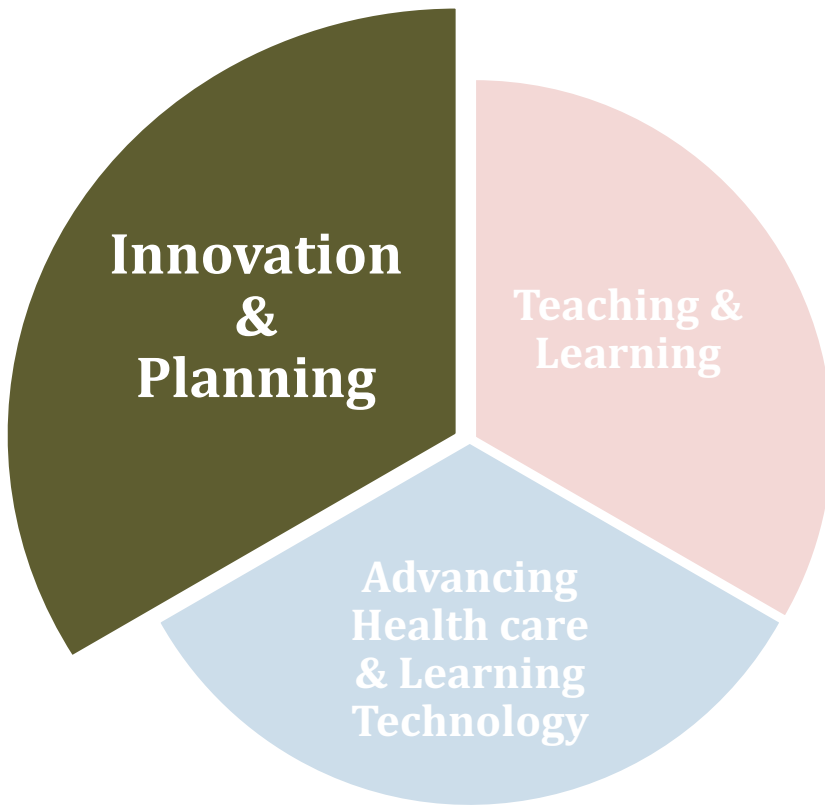 Innovation
&
Planning
Teaching &
Learning
Advancing
Health care
& Learning
Technology